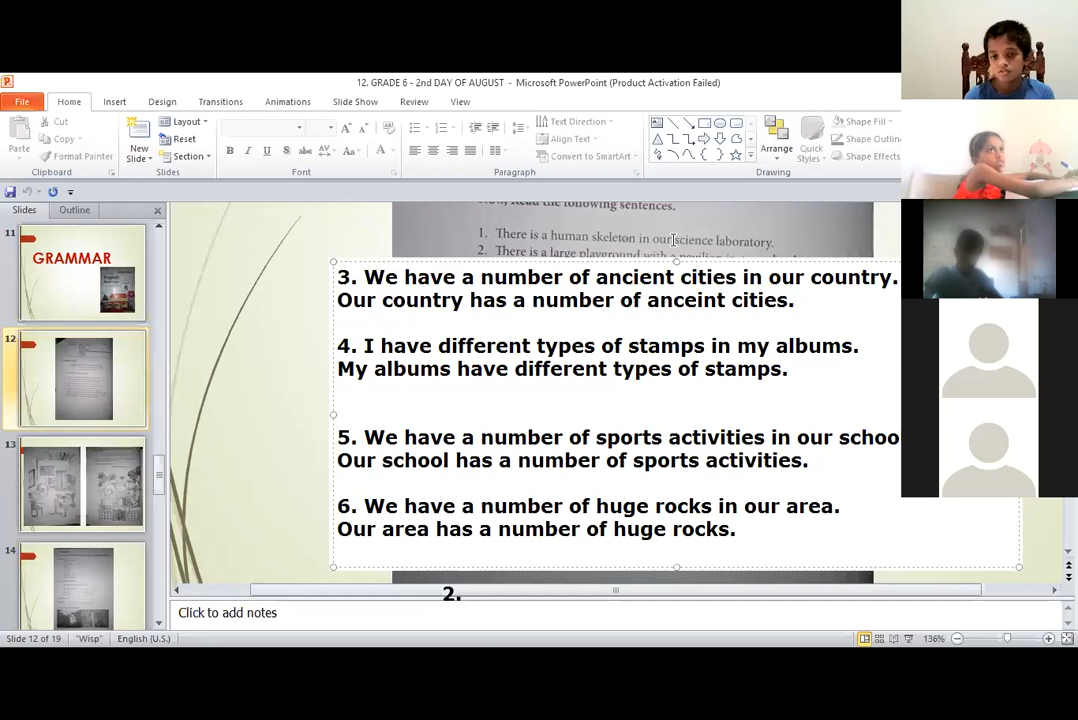 12. GRADE 6 - 2nd DAY OF AUGUST - Microsoft PowerPoint (Product Activation Failed)
File Home Insert Design Transitions Animations Slide Show Review View
Cut
Copy
Format Painter
Paste
Clipboard
New Slide
Layout
Reset
Section
Slides
Font
Text Direction
Align Text
Convert to SmartArt
Paragraph
Arrange
Quick Styles
Shape Fill
Shape Outlin
Shape Effects
Drawing
Slides Outline
11
GRAMMAR
12
13
14
Now, Read the following sentences.
1. There is a human skeleton in our science laboratory.
2. There is a large playground with a
3. We have a number of ancient cities in our country.
Our country has a number of anceint cities.
4. I have different types of stamps in my albums.
My albums have different types of stamps.
5. We have a number of sports activities in our schoo
Our school has a number of sports activities.
6. We have a number of huge rocks in our area.
Our area has a number of huge rocks.
2.
Click to add notes
Slide 12 of 19 "Wisp" English (U.S.) 136%